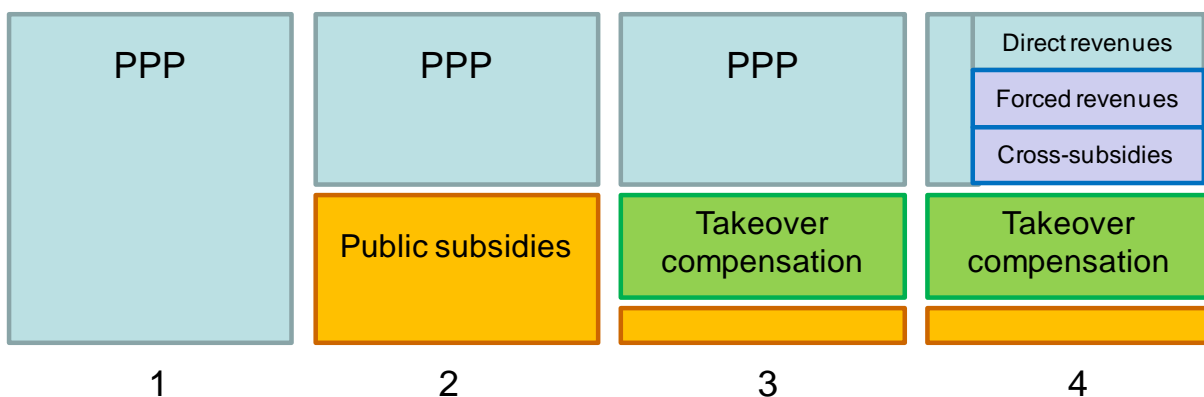 PPP
PPP
PPP
Direct revenues
Forced revenues
Cross-subsidies
Public subsidies
Takeover
compensation
Takeover
compensation
1
2
3
4